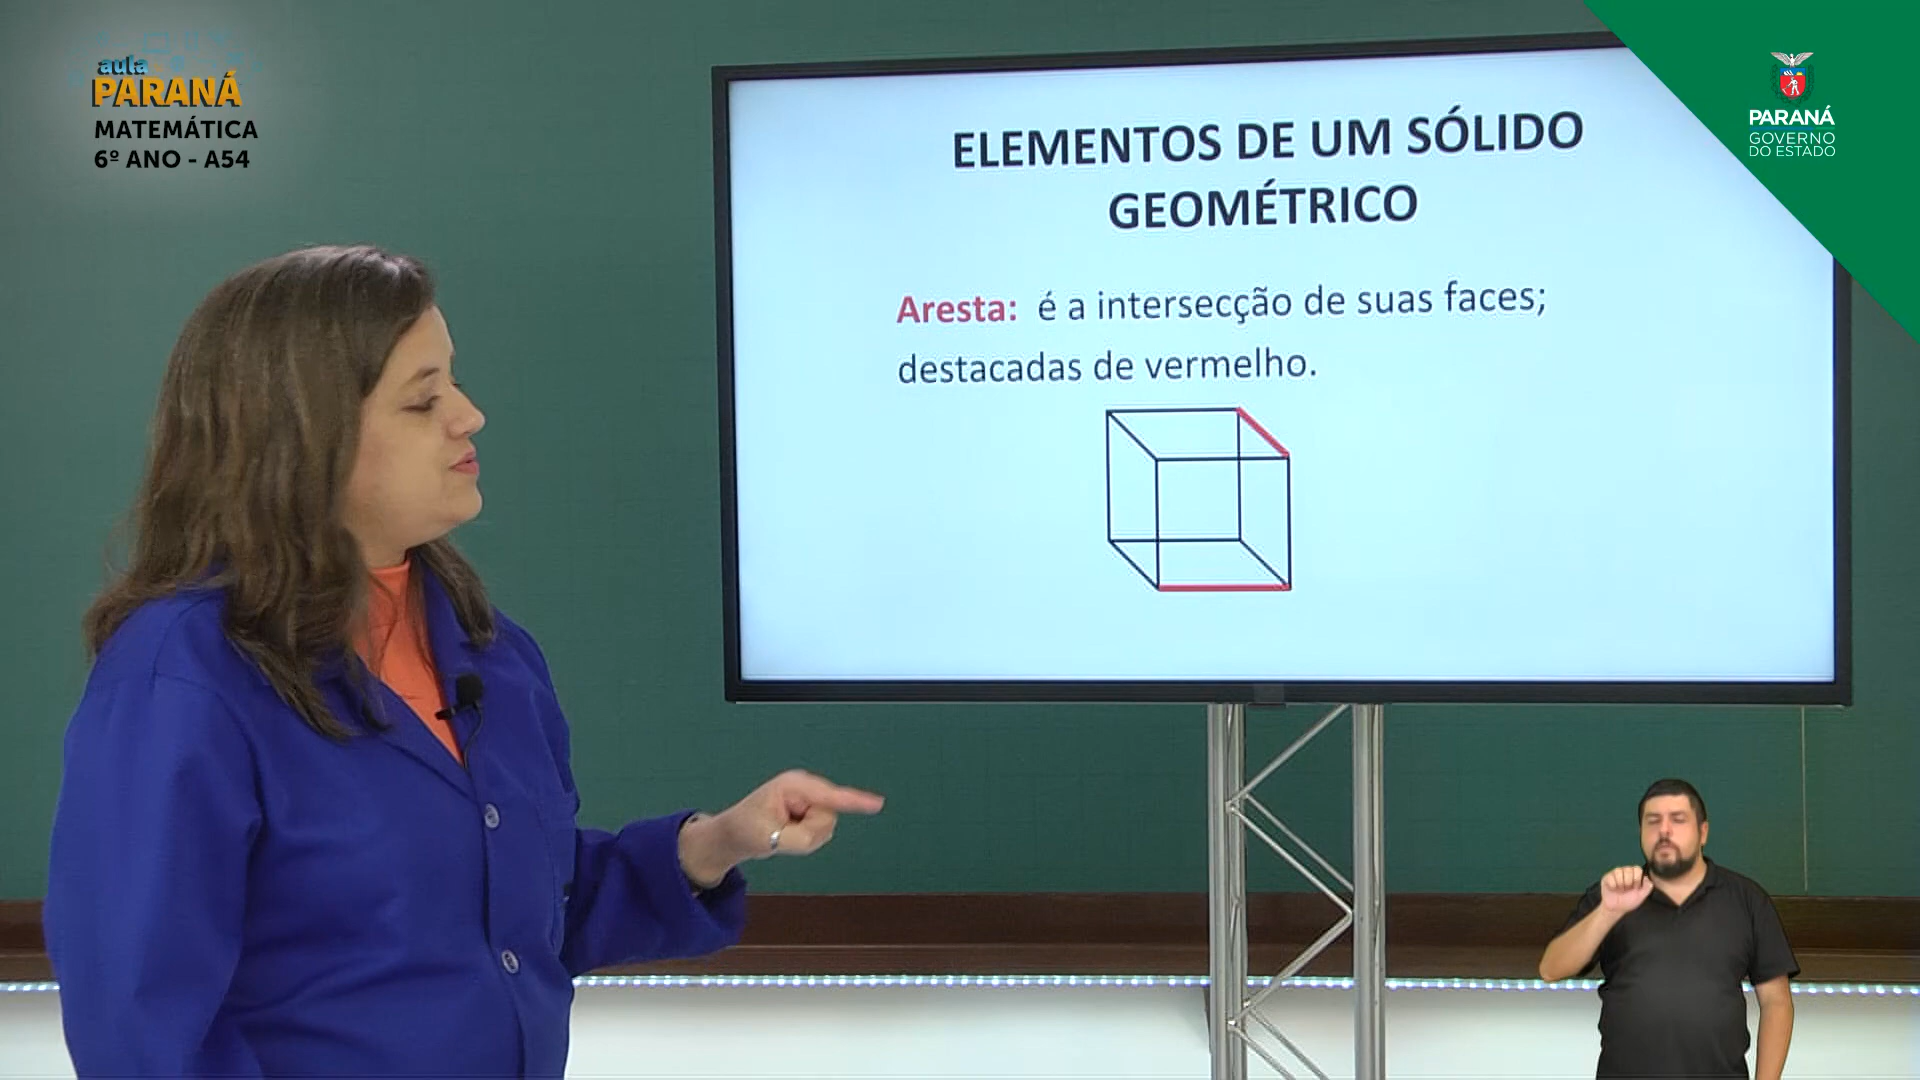 aula
PARANÁ
MATEMÁTICA
6º ANO - A54
ELEMENTOS DE UM SÓLIDO
GEOMÉTRICO
Aresta: é a intersecção de suas faces;
destacadas de vermelho.
PARANÁ
GOVERNO
DO ESTADO